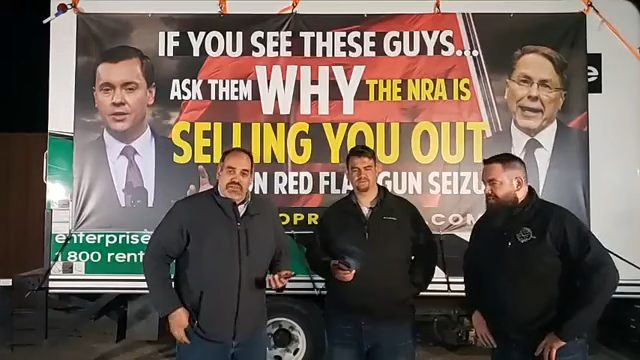 IF YOU SEE THESE GUYS...
ASK THEM WHY THE NRA IS
SELLING YOU OUT
ON RED FLAG GUN
COM
enterprise
1 800 rent
e